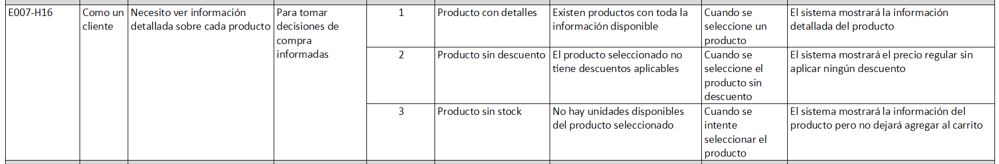 E007-H16
Como un
cliente
Necesito ver información
detallada sobre cada producto
Para tomar
decisiones de
compra
informadas
1
Producto con detalles
Existen productos con toda la
información disponible
Cuando se
seleccione un
producto
El sistema mostrará la información
detallada del producto
2
Producto sin descuento
El producto seleccionado no
tiene descuentos aplicables
Cuando se
seleccione el
producto sin
descuento
El sistema mostrará el precio regular sin
aplicar ningún descuento
3
Producto sin stock
No hay unidades disponibles
del producto seleccionado
Cuando se
intente
seleccionar el
producto
El sistema mostrará la información del
producto pero no dejará agregar al carrito